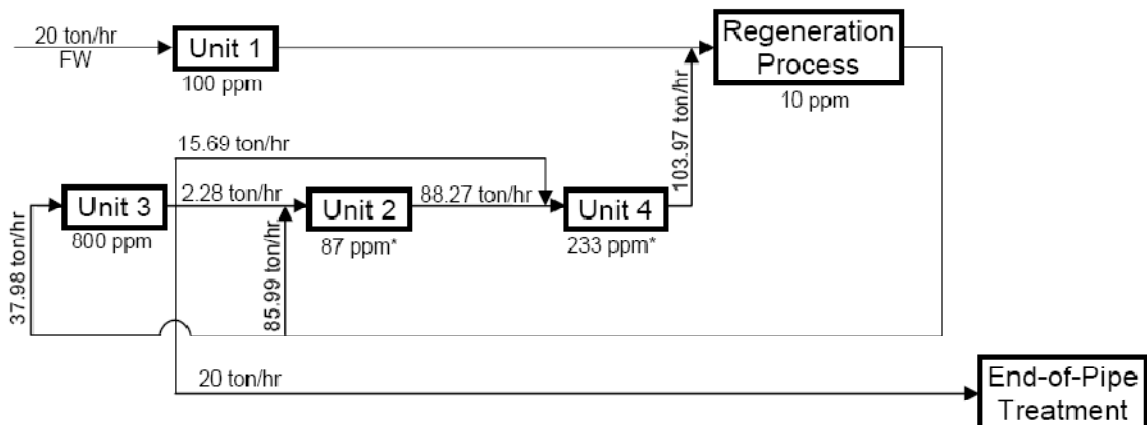 20 ton/hr
FW
Unit 1
100 ppm
Regeneration
Process
10 ppm
103.97 ton/hr
15.69 ton/hr
Unit 3
800 ppm
2.28 ton/hr
Unit 2
87 ppm*
88.27 ton/hr
Unit 4
233 ppm*
37.98 ton/hr
85.99 ton/hr
20 ton/hr
End-of-Pipe
Treatment